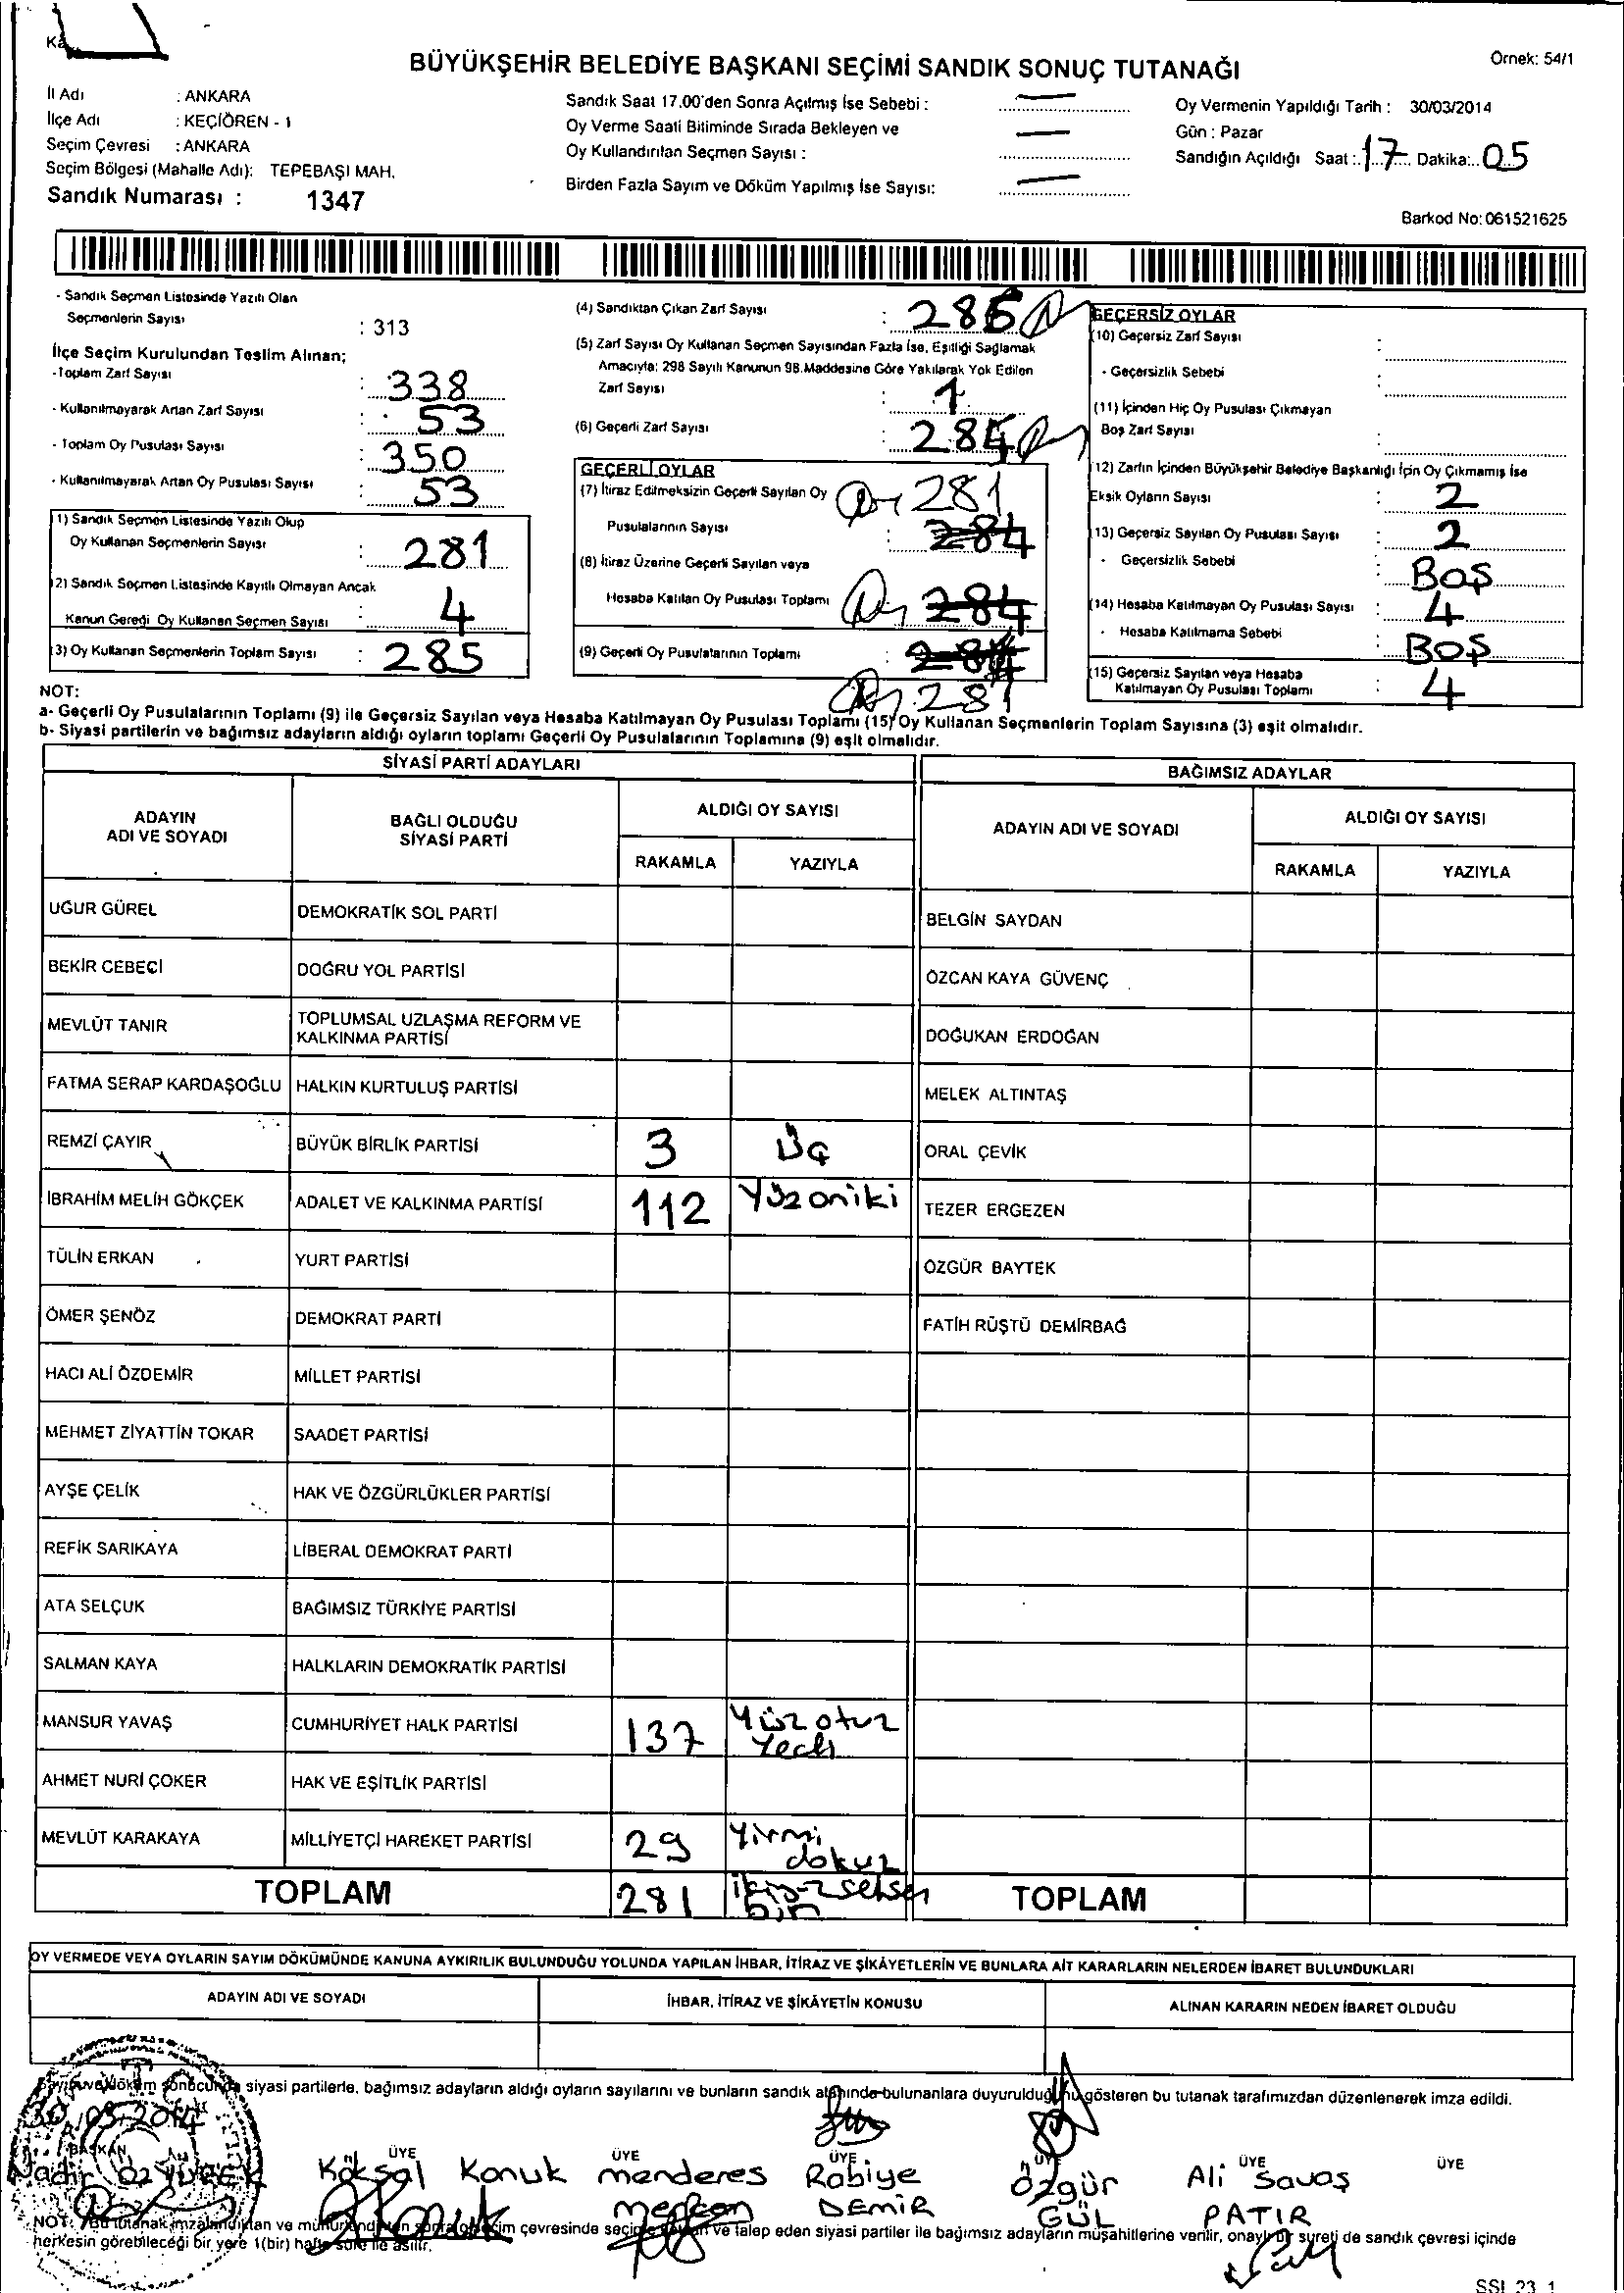 BÜYÜKŞEHİR BELEDİYE BAŞKANI SEÇİMİ SANDIK SONUÇ TUTANAĞI
Örnek: 54/1
İl Adı : ANKARA
İlçe Adı : KEÇİÖREN - 1
Seçim Çevresi : ANKARA
Seçim Bölgesi (Mahalle Adı): TEPEBAŞI MAH.
Sandık Numarası : 1347
Sandık Saat 17.00'den Sonra Açılmış İse Sebebi :
Oy Verme Saati Bitiminde Sırada Bekleyen ve
Oy Kullandırılan Seçmen Sayısı :
Birden Fazla Sayım ve Döküm Yapılmış İse Sayısı:
Oy Vermenin Yapıldığı Tarih : 30/03/2014
Gün : Pazar
Sandığın Açıldığı Saat : 17 Dakika: 05
Barkod No: 061521625
- Sandık Seçmen Listesinde Yazılı Olan
Seçmenlerin Sayısı : 313
İlçe Seçim Kurulundan Teslim Alınan;
- Toplam Zarf Sayısı : 338
- Kullanılmayarak Artan Zarf Sayısı : 53
- Toplam Oy Pusulası Sayısı : 350
- Kullanılmayarak Artan Oy Pusulası Sayısı : 53
1) Sandık Seçmen Listesinde Yazılı Olup
Oy Kullanan Seçmenlerin Sayısı : 281
2) Sandık Seçmen Listesinde Kayıtlı Olmayan Ancak
Kanun Gereği Oy Kullanan Seçmen Sayısı : 4
3) Oy Kullanan Seçmenlerin Toplam Sayısı : 285
(4) Sandıktan Çıkan Zarf Sayısı :
(5) Zarf Sayısı Oy Kullanan Seçmen Sayısından Fazla İse, Eşitliği Sağlamak
Amacıyla; 298 Sayılı Kanunun 98.Maddesine Göre Yakılarak Yok Edilen
Zarf Sayısı : 1
(6) Geçerli Zarf Sayısı :
GEÇERLİ OYLAR
(7) İtiraz Edilmeksizin Geçerli Sayılan Oy 281
Pusulalarının Sayısı : 284
(8) İtiraz Üzerine Geçerli Sayılan veya
Hesaba Katılan Oy Pusulası Toplamı 284
(9) Geçerli Oy Pusulalarının Toplamı : 284
281
GEÇERSİZ OYLAR
(10) Geçersiz Zarf Sayısı :
- Geçersizlik Sebebi :
(11) İçinden Hiç Oy Pusulası Çıkmayan
Boş Zarf Sayısı :
12) Zarfın İçinden Büyükşehir Belediye Başkanlığı İçin Oy Çıkmamış İse
Eksik Oyların Sayısı : 2
13) Geçersiz Sayılan Oy Pusulası Sayısı : 2
- Geçersizlik Sebebi : BOŞ
(14) Hesaba Katılmayan Oy Pusulası Sayısı : 4
- Hesaba Katılmama Sebebi : BOŞ
15) Geçersiz Sayılan veya Hesaba
Katılmayan Oy Pusulası Toplamı : 4
NOT:
a- Geçerli Oy Pusulalarının Toplamı (9) ile Geçersiz Sayılan veya Hesaba Katılmayan Oy Pusulası Toplamı (15) Oy Kullanan Seçmenlerin Toplam Sayısına (3) eşit olmalıdır.
b- Siyasi partilerin ve bağımsız adayların aldığı oyların toplamı Geçerli Oy Pusulalarının Toplamına (9) eşit olmalıdır.
SİYASİ PARTİ ADAYLARI
ADAYIN
ADI VE SOYADI
BAĞLI OLDUĞU
SİYASİ PARTİ
ALDIĞI OY SAYISI
RAKAMLA YAZIYLA
UĞUR GÜREL DEMOKRATİK SOL PARTİ
BEKİR CEBECİ DOĞRU YOL PARTİSİ
MEVLÜT TANIR TOPLUMSAL UZLAŞMA REFORM VE
KALKINMA PARTİSİ
FATMA SERAP KARDAŞOĞLU HALKIN KURTULUŞ PARTİSİ
REMZİ ÇAYIR BÜYÜK BİRLİK PARTİSİ 3 Üç
İBRAHİM MELİH GÖKÇEK ADALET VE KALKINMA PARTİSİ 112 Yüzoniki
TÜLİN ERKAN YURT PARTİSİ
ÖMER ŞENÖZ DEMOKRAT PARTİ
HACI ALİ ÖZDEMİR MİLLET PARTİSİ
MEHMET ZİYATTİN TOKAR SAADET PARTİSİ
AYŞE ÇELİK HAK VE ÖZGÜRLÜKLER PARTİSİ
REFİK SARIKAYA LİBERAL DEMOKRAT PARTİ
ATA SELÇUK BAĞIMSIZ TÜRKİYE PARTİSİ
SALMAN KAYA HALKLARIN DEMOKRATİK PARTİSİ
MANSUR YAVAŞ CUMHURİYET HALK PARTİSİ 137 Yüz otuz
Yedi
AHMET NURİ ÇOKER HAK VE EŞİTLİK PARTİSİ
MEVLÜT KARAKAYA MİLLİYETÇİ HAREKET PARTİSİ 29 Yirmi
dokuz
TOPLAM 281
BAĞIMSIZ ADAYLAR
ADAYIN ADI VE SOYADI
ALDIĞI OY SAYISI
RAKAMLA YAZIYLA
BELGİN SAYDAN
ÖZCAN KAYA GÜVENÇ
DOĞUKAN ERDOĞAN
MELEK ALTINTAŞ
ORAL ÇEVİK
TEZER ERGEZEN
ÖZGÜR BAYTEK
FATİH RÜŞTÜ DEMİRBAĞ
TOPLAM
OY VERMEDE VEYA OYLARIN SAYIM DÖKÜMÜNDE KANUNA AYKIRILIK BULUNDUĞU YOLUNDA YAPILAN İHBAR, İTİRAZ VE ŞİKÂYETLERİN VE BUNLARA AİT KARARLARIN NELERDEN İBARET BULUNDUKLARI
ADAYIN ADI VE SOYADI İHBAR, İTİRAZ VE ŞİKÂYETİN KONUSU ALINAN KARARIN NEDEN İBARET OLDUĞU
siyasi partilerle, bağımsız adayların aldığı oyların sayılarını ve bunların sandık alanında bulunanlara duyurulduğunu gösteren bu tutanak tarafımızdan düzenlenerek imza edildi.
30.03.2014
BAŞKAN ÜYE ÜYE ÜYE ÜYE ÜYE ÜYE
Köksal Konuk menderes Rabiye Özgür Ali Savaş
DEMİR GÜL PATIR
NOT: Bu tutanak imzalandıktan ve çevresinde ve talep eden siyasi partiler ile bağımsız adayların müşahitlerine verilir, onaylı bir sureti de sandık çevresi içinde
herkesin görebileceği bir yere 1(bir) hafta süre ile asılır.
SSI_23_1